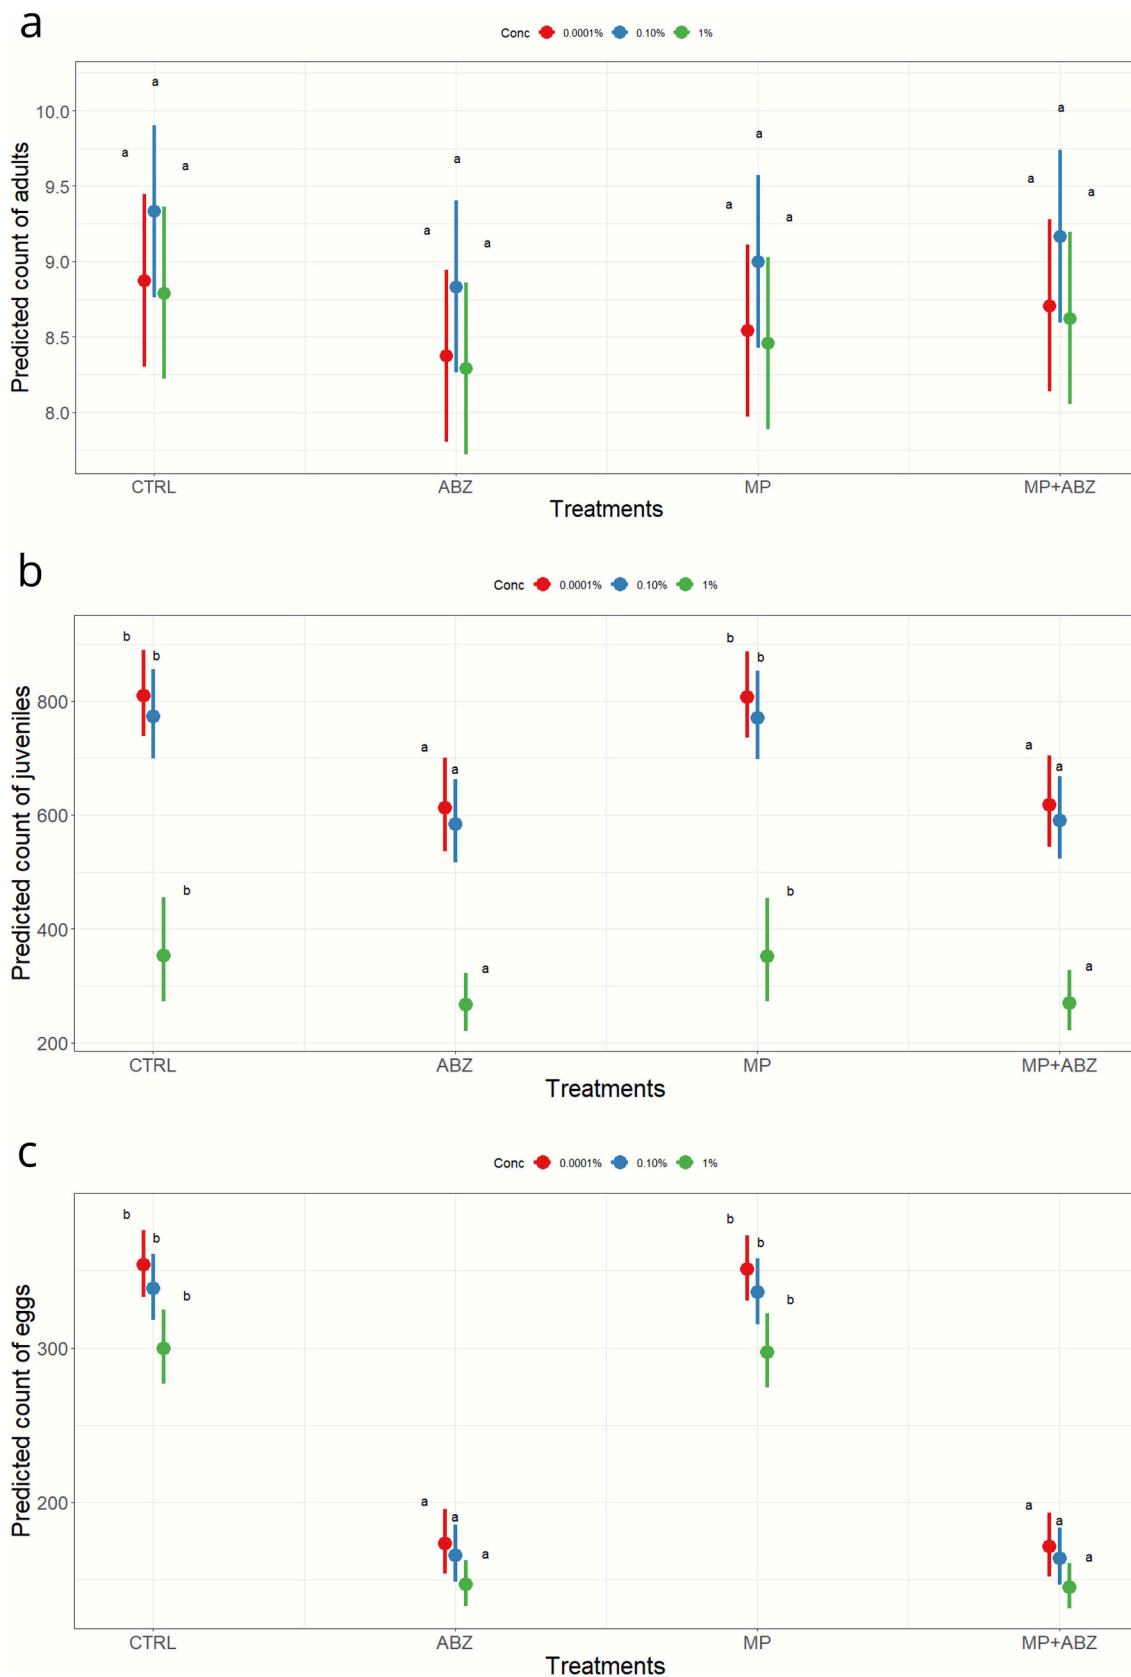 a
Conc 0.0001% 0.10% 1%
Predicted count of adults
10.0
9.5
9.0
8.5
8.0
a a a
a a a
a a a
a a a
CTRL ABZ MP MP+ABZ
Treatments
b
Conc 0.0001% 0.10% 1%
Predicted count of juveniles
800
600
400
200
b b b
a a a
b b b
a a a
CTRL ABZ MP MP+ABZ
Treatments
c
Conc 0.0001% 0.10% 1%
Predicted count of eggs
300
200
b b b
a a a
b b b
a a a
CTRL ABZ MP MP+ABZ
Treatments